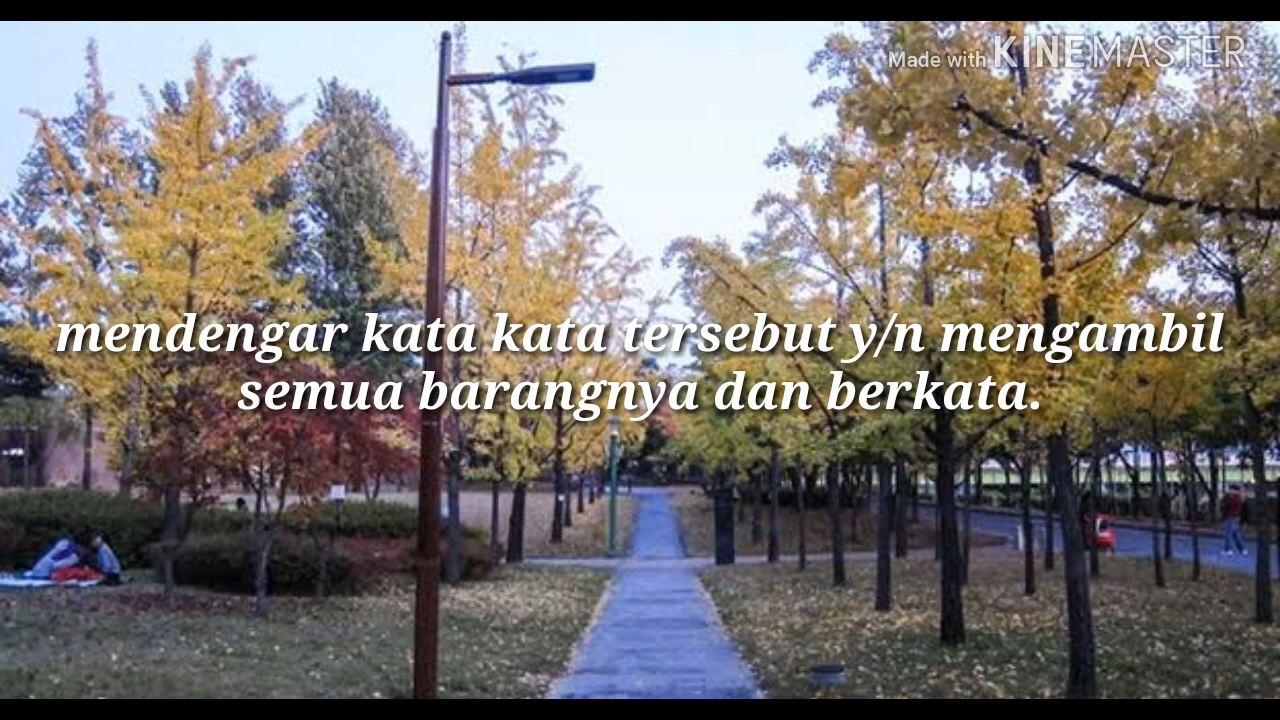 Made with KINEMASTER
mendengar kata kata tersebut y/n mengambil
semua barangnya dan berkata.